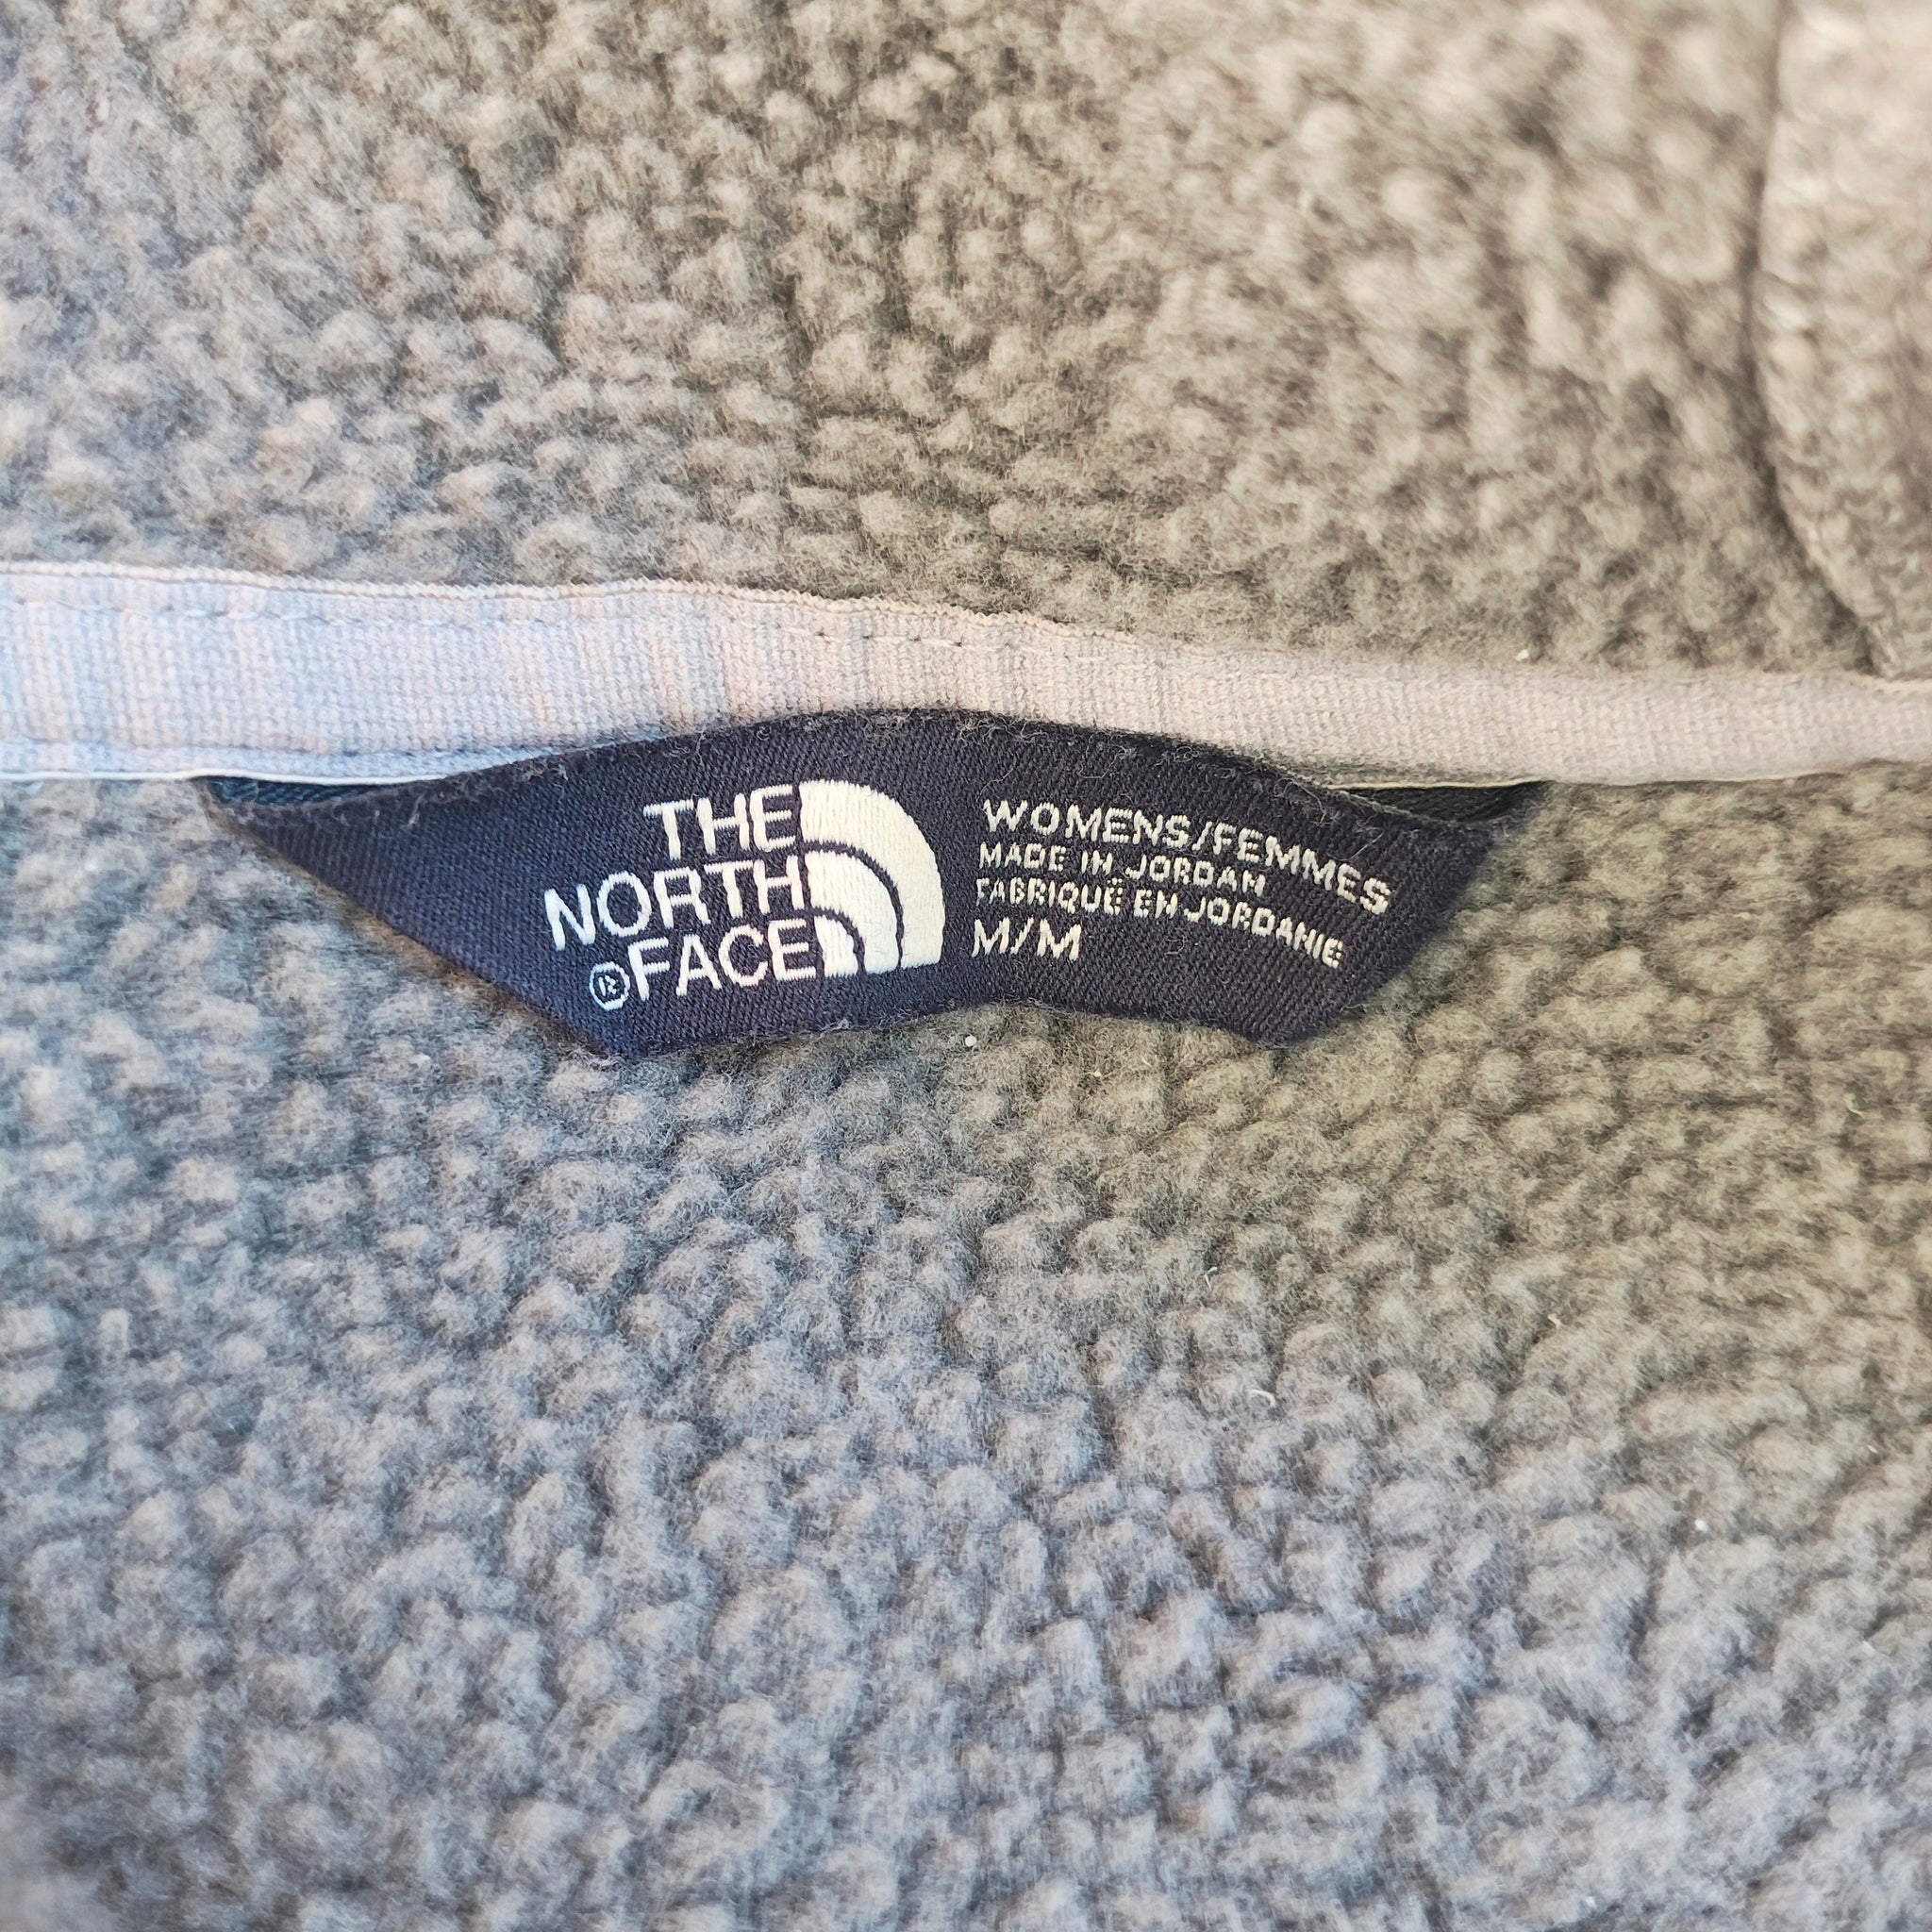 THE
NORTH
®FACE
WOMENS/FEMMES
MADE IN JORDAN
FABRIQUÉ EN JORDANIE
M/M